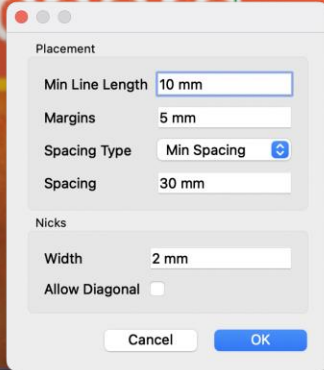 Placement
Min Line Length 10 mm
Margins 5 mm
Spacing Type Min Spacing
Spacing 30 mm
Nicks
Width 2 mm
Allow Diagonal
Cancel OK